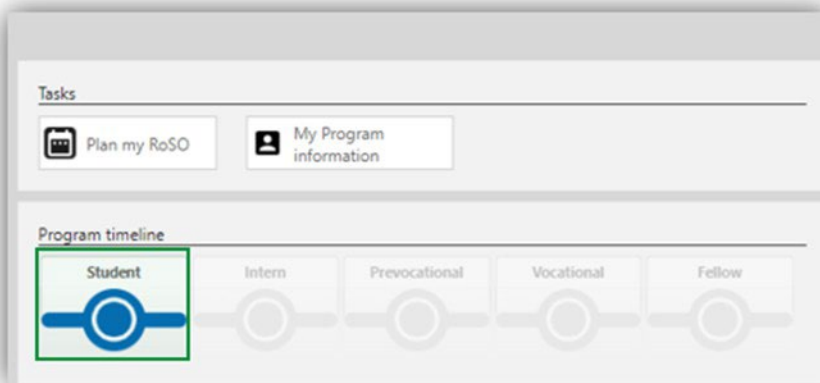 Tasks
Plan my RoSO
My Program
information
Program timeline
Student Intern Prevocational Vocational Fellow